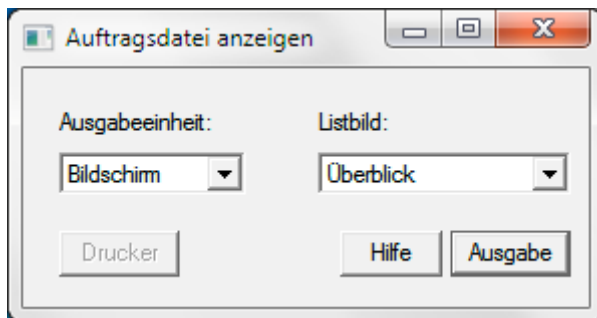 Auftragsdatei anzeigen
Ausgabeeinheit: Listbild:
Bildschirm Überblick
Drucker Hilfe Ausgabe